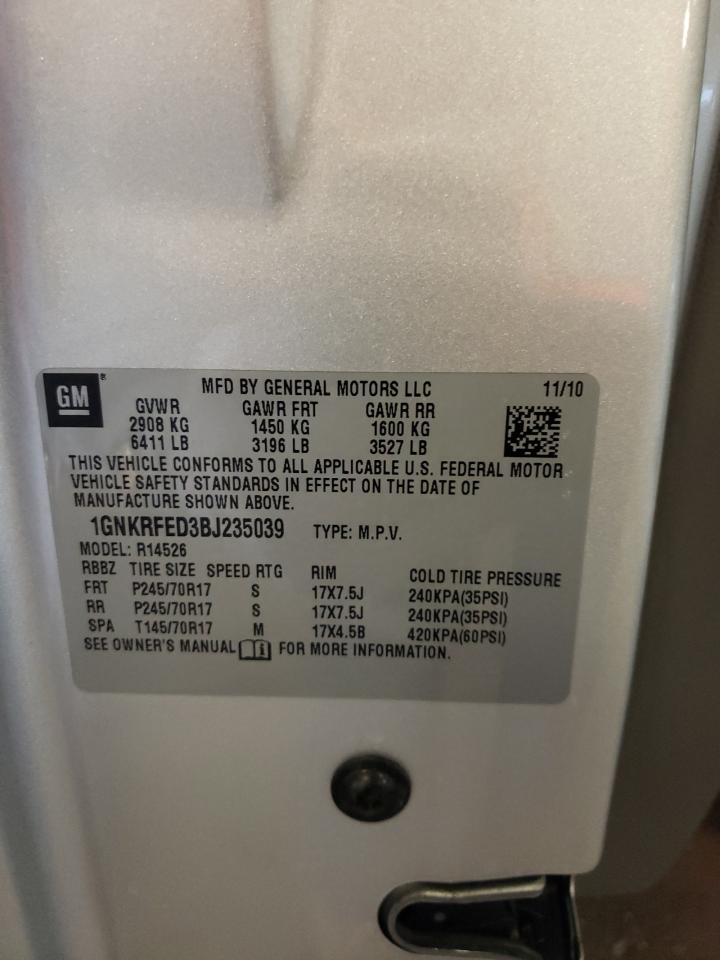 GM®
MFD BY GENERAL MOTORS LLC 11/10
GVWR GAWR FRT GAWR RR
2908 KG 1450 KG 1600 KG
6411 LB 3196 LB 3527 LB
THIS VEHICLE CONFORMS TO ALL APPLICABLE U.S. FEDERAL MOTOR
VEHICLE SAFETY STANDARDS IN EFFECT ON THE DATE OF
MANUFACTURE SHOWN ABOVE.
1GNKRFED3BJ235039 TYPE: M.P.V.
MODEL: R14526
RBBZ TIRE SIZE SPEED RTG RIM COLD TIRE PRESSURE
FRT P245/70R17 S 17X7.5J 240KPA(35PSI)
RR P245/70R17 S 17X7.5J 240KPA(35PSI)
SPA T145/70R17 M 17X4.5B 420KPA(60PSI)
SEE OWNER'S MANUAL FOR MORE INFORMATION.